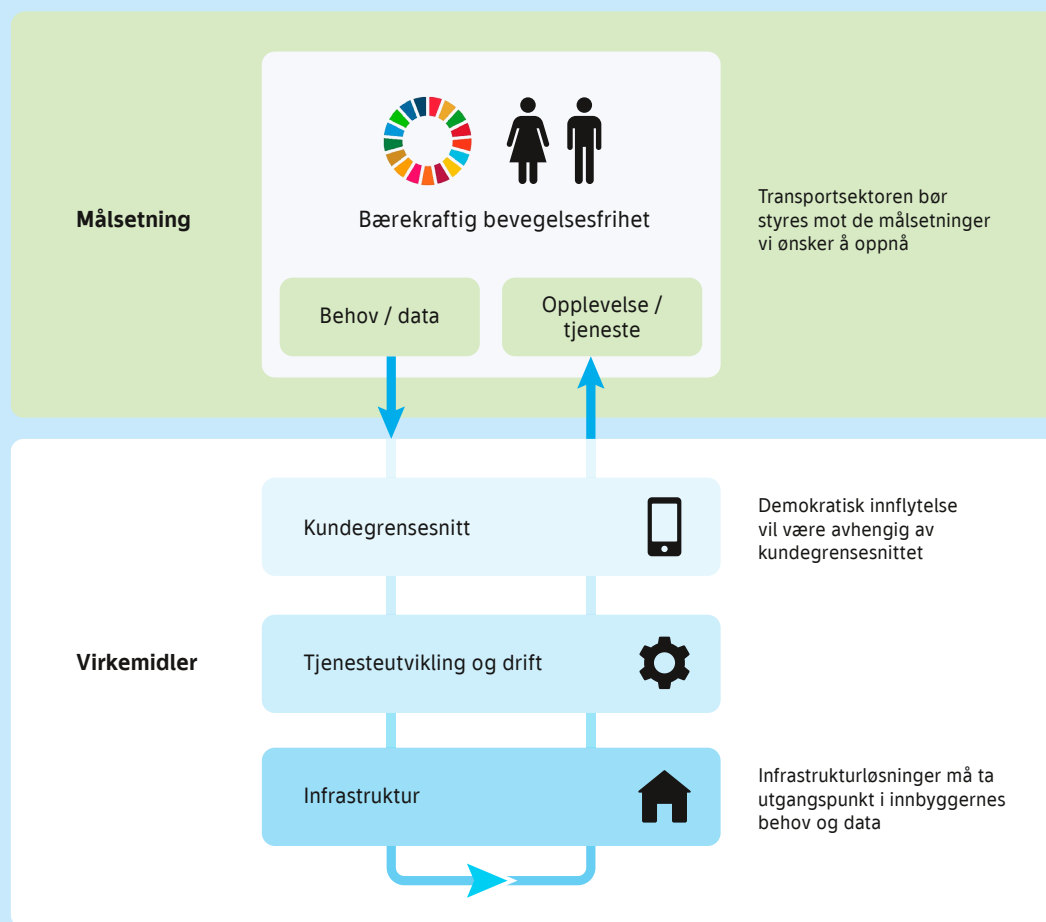 Målsetning
Bærekraftig bevegelsesfrihet
Behov / data
Opplevelse /
tjeneste
Transportsektoren bør
styres mot de målsetninger
vi ønsker å oppnå
Virkemidler
Kundegrensesnitt
Demokratisk innflytelse
vil være avhengig av
kundegrensesnittet
Tjenesteutvikling og drift
Infrastruktur
Infrastrukturløsninger må ta
utgangspunkt i innbyggernes
behov og data